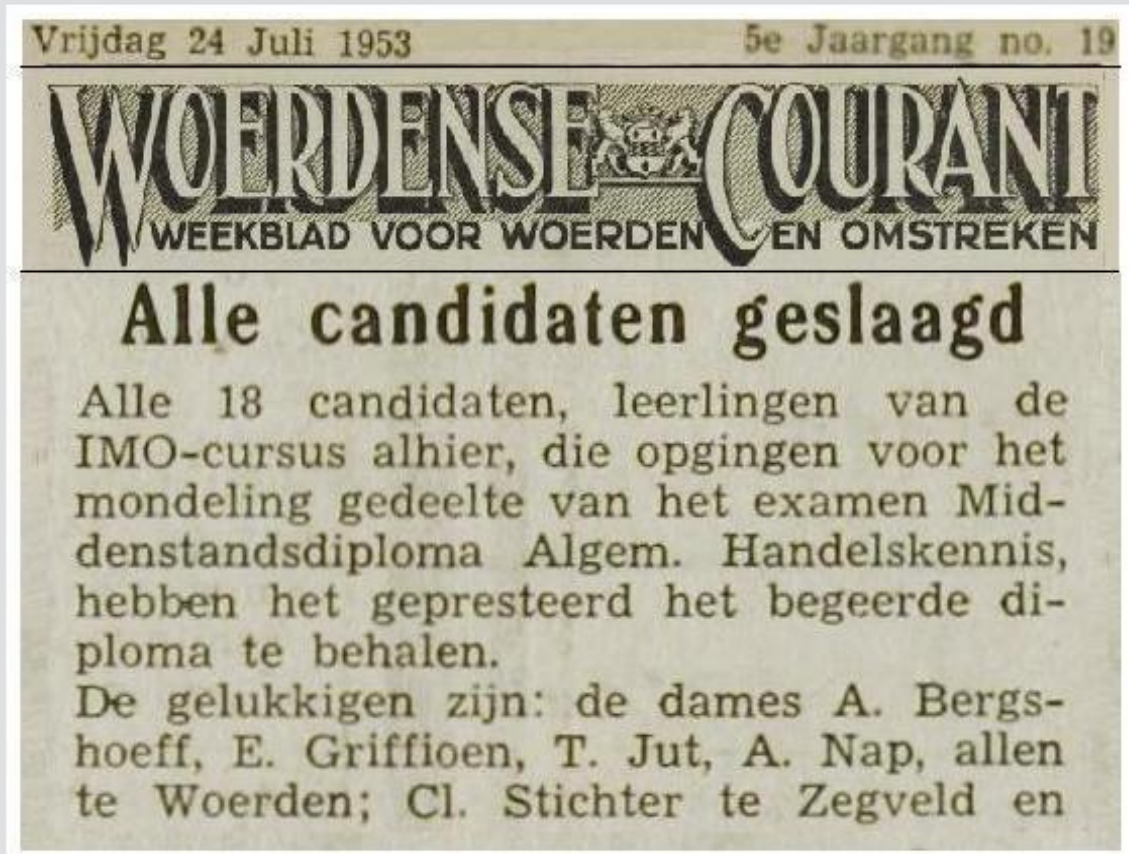 Vrijdag 24 Juli 1953 5e Jaargang no. 19
WOERDENSE COURANT
WEEKBLAD VOOR WOERDEN EN OMSTREKEN
Alle candidaten geslaagd
Alle 18 candidaten, leerlingen van de
IMO-cursus alhier, die opgingen voor het
mondeling gedeelte van het examen Mid-
denstandsdiploma Algem. Handelskennis,
hebben het gepresteerd het begeerde di-
ploma te behalen.
De gelukkigen zijn: de dames A. Bergs-
hoeff, E. Griffioen, T. Jut, A. Nap, allen
te Woerden; Cl. Stichter te Zegveld en